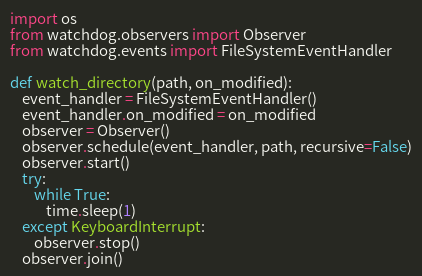 import os
from watchdog.observers import Observer
from watchdog.events import FileSystemEventHandler

def watch_directory(path, on_modified):
    event_handler = FileSystemEventHandler()
    event_handler.on_modified = on_modified
    observer = Observer()
    observer.schedule(event_handler, path, recursive=False)
    observer.start()
    try:
        while True:
            time.sleep(1)
    except KeyboardInterrupt:
        observer.stop()
    observer.join()